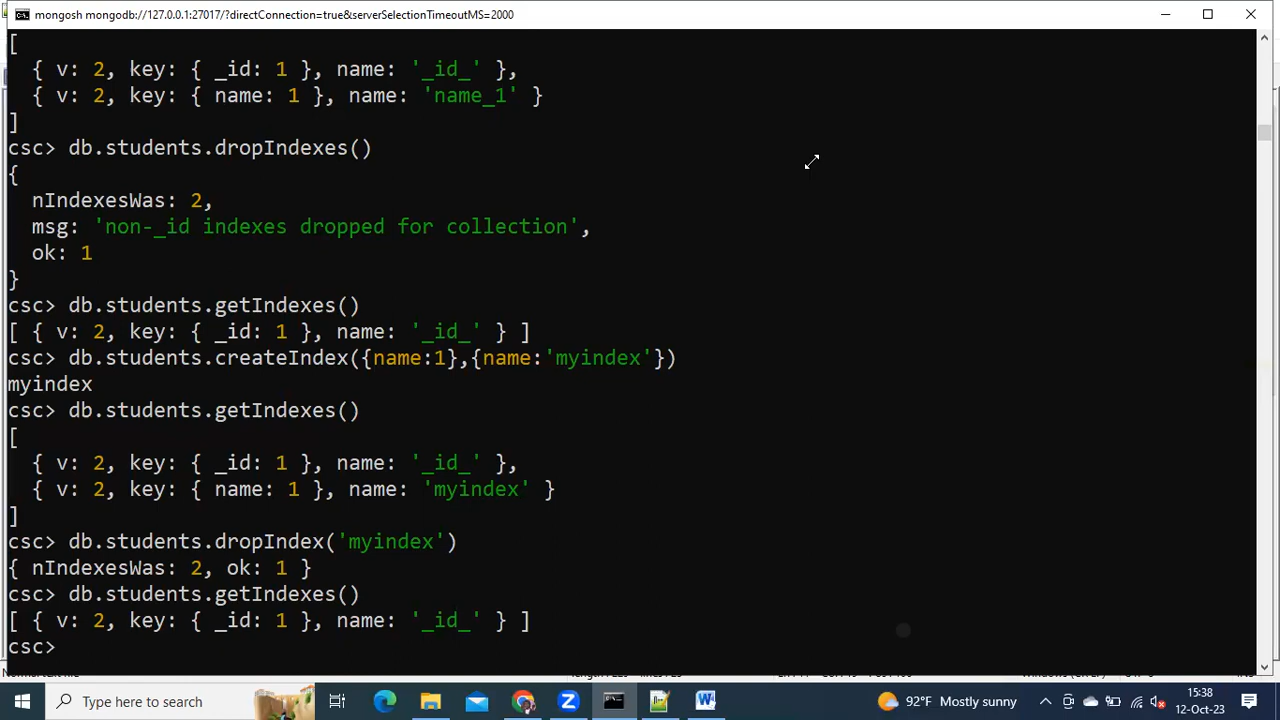 mongosh mongodb://127.0.0.1:27017/?directConnection=true&serverSelectionTimeoutMS=2000
[
{ v: 2, key: { _id: 1 }, name: '_id_' },
{ v: 2, key: { name: 1 }, name: 'name_1' }
]
csc> db.students.dropIndexes()
{
nIndexesWas: 2,
msg: 'non-_id indexes dropped for collection',
ok: 1
}
csc> db.students.getIndexes()
[ { v: 2, key: { _id: 1 }, name: '_id_' } ]
csc> db.students.createIndex({name:1},{name:'myindex'})
myindex
csc> db.students.getIndexes()
[
{ v: 2, key: { _id: 1 }, name: '_id_' },
{ v: 2, key: { name: 1 }, name: 'myindex' }
]
csc> db.students.dropIndex('myindex')
{ nIndexesWas: 2, ok: 1 }
csc> db.students.getIndexes()
[ { v: 2, key: { _id: 1 }, name: '_id_' } ]
csc>
Type here to search
92°F Mostly sunny
15:38
12-Oct-23